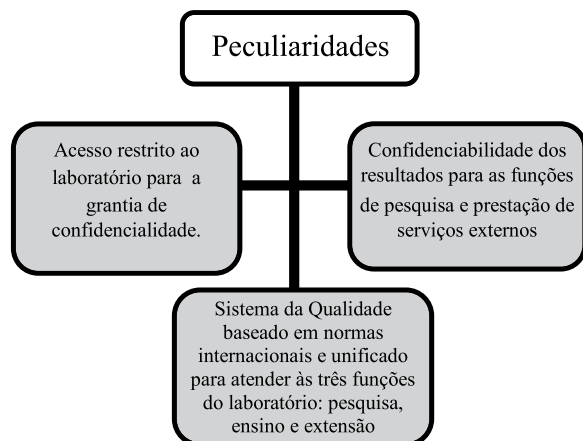 Peculiaridades
Acesso restrito ao
laboratório para a
grantia de
confidencialidade.
Confidenciabilidade dos
resultados para as funções
de pesquisa e prestação de
serviços externos
Sistema da Qualidade
baseado em normas
internacionais e unificado
para atender às três funções
do laboratório: pesquisa,
ensino e extensão